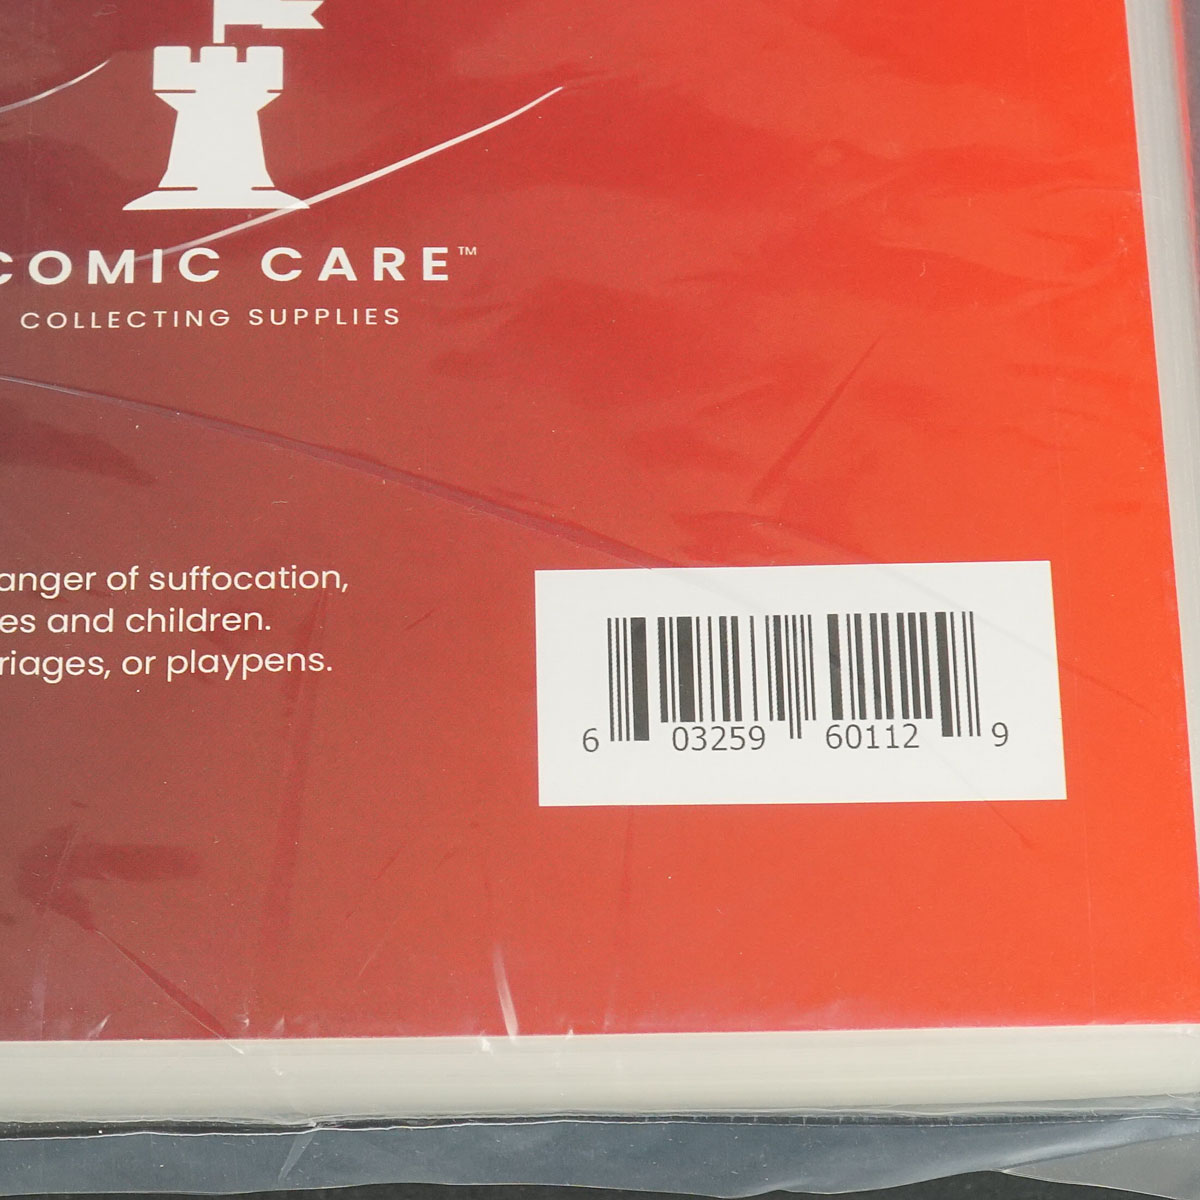 COMIC CARE™
COLLECTING SUPPLIES
anger of suffocation,
es and children.
riages, or playpens.
6 03259 60112 9